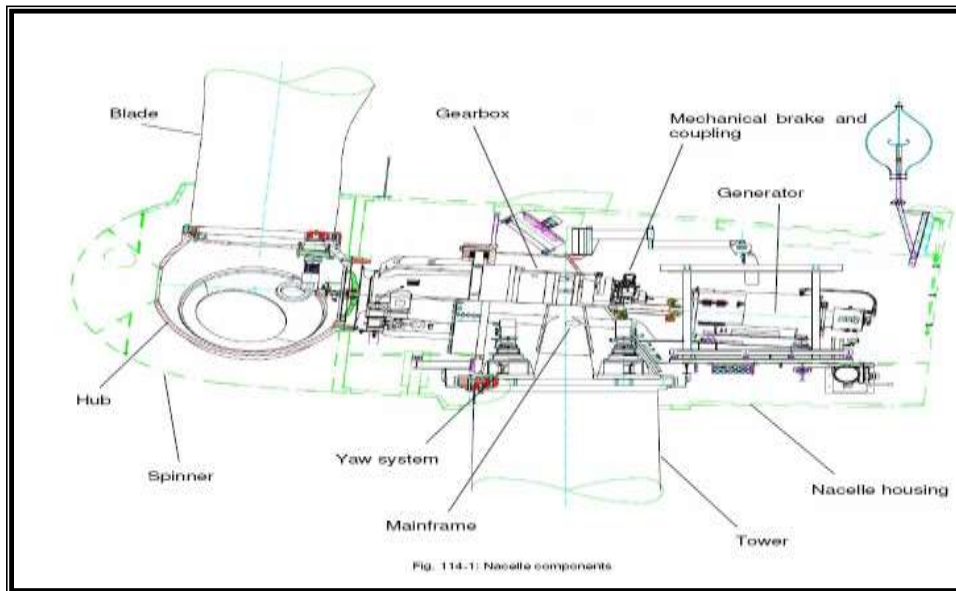 Blade
Gearbox
Mechanical brake and
coupling
Generator
Hub
Spinner
Yaw system
Mainframe
Nacelle housing
Tower
Fig. 114-1: Nacelle components